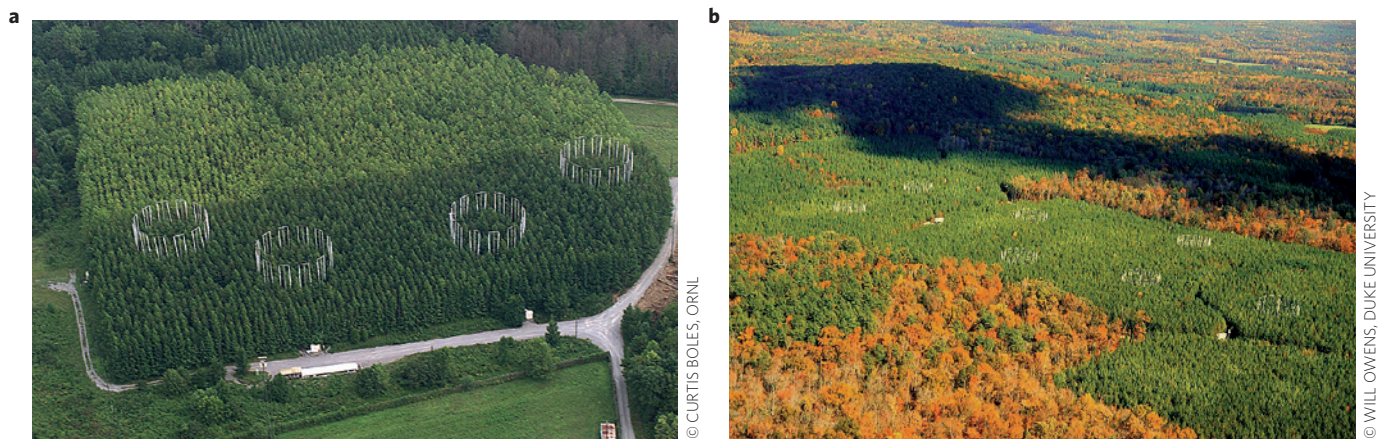 a
© CURTIS BOLES, ORNL
b
© WILL OWENS, DUKE UNIVERSITY